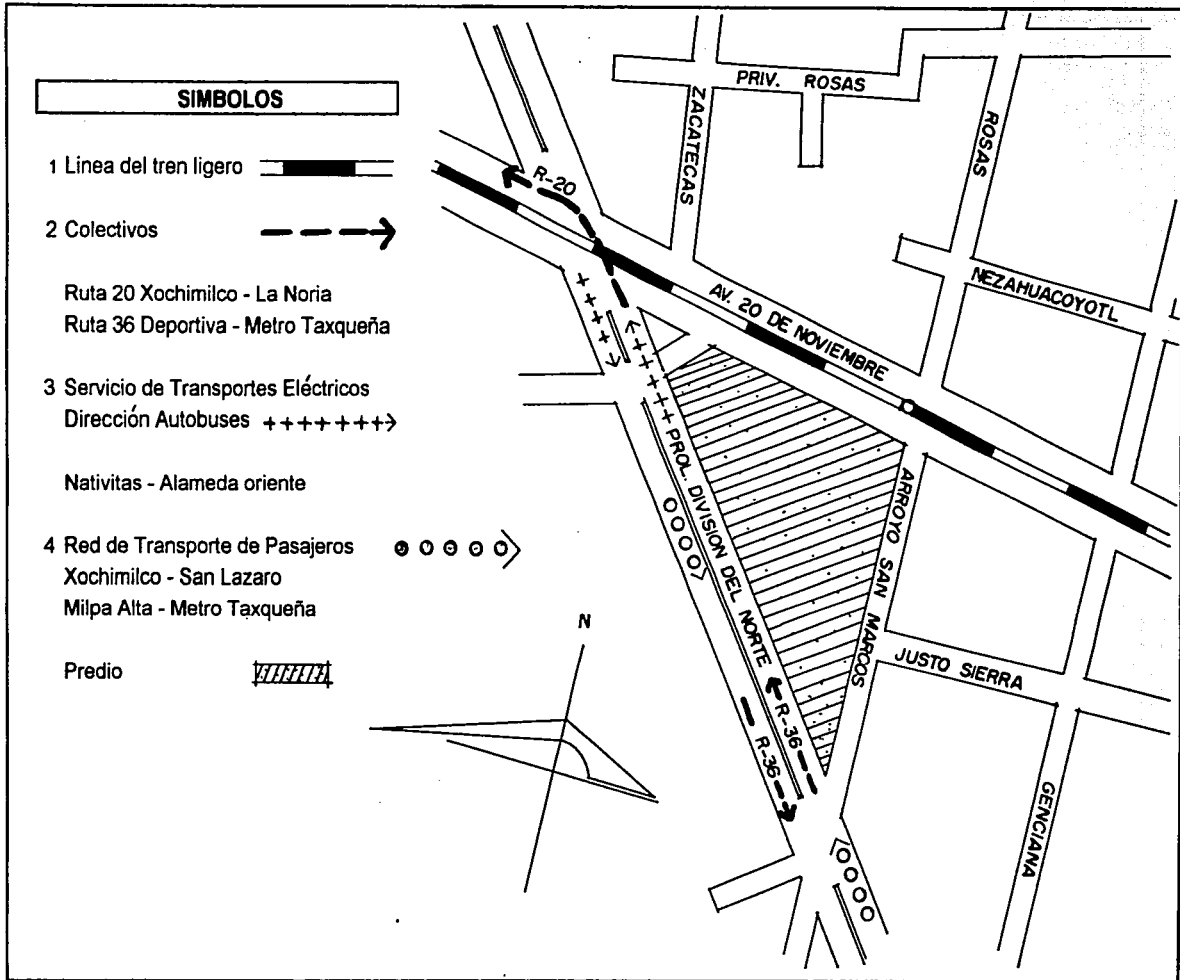 SIMBOLOS
1 Linea del tren ligero
2 Colectivos
Ruta 20 Xochimilco - La Noria
Ruta 36 Deportiva - Metro Taxqueña
3 Servicio de Transportes Eléctricos
Dirección Autobuses
Nativitas - Alameda oriente
4 Red de Transporte de Pasajeros
Xochimilco - San Lazaro
Milpa Alta - Metro Taxqueña
Predio
N
R-20
ZACATECAS
PRIV. ROSAS
ROSAS
NEZAHUACOYOTL
AV. 20 DE NOVIEMBRE
PROL. DIVISION DEL NORTE
ARROYO SAN MARCOS
JUSTO SIERRA
GENCIANA
R-36
R-36